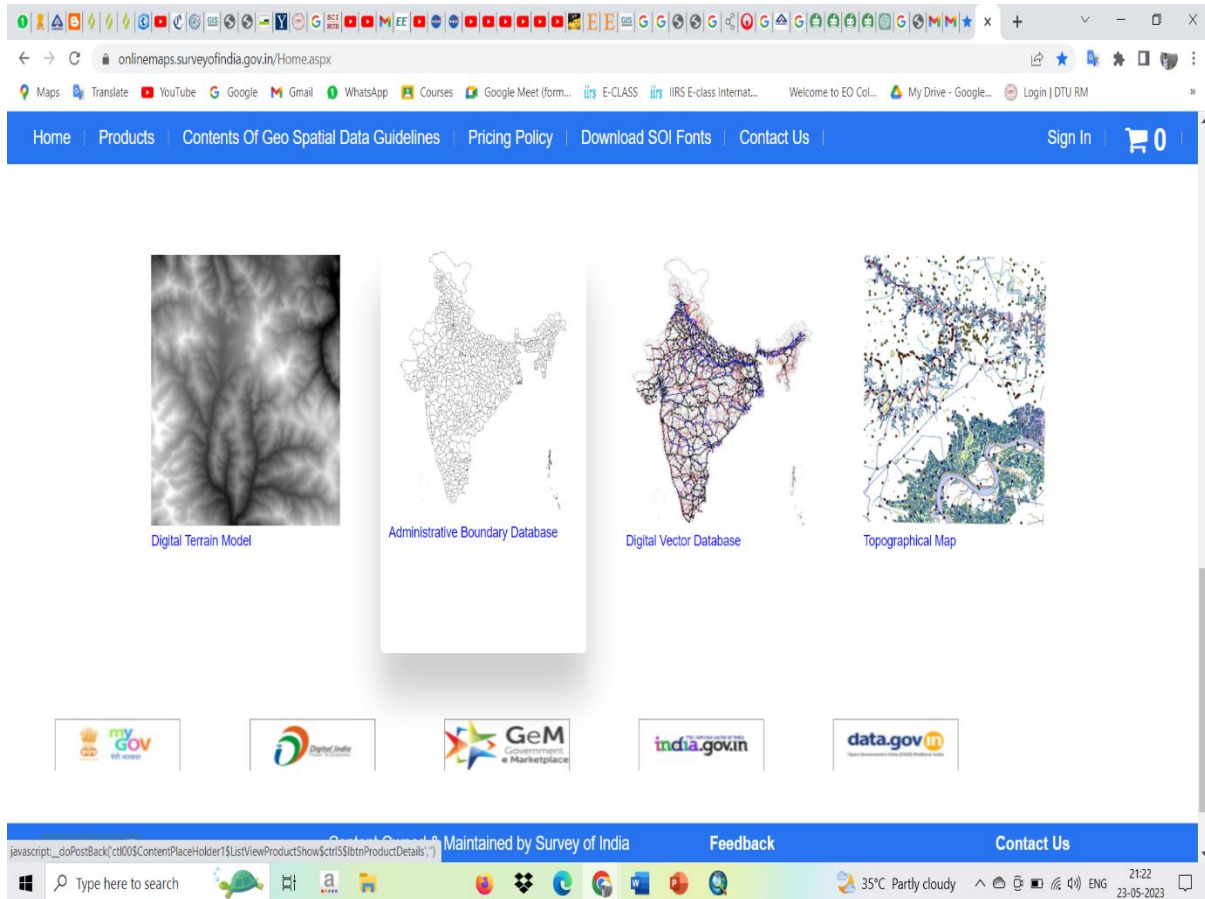 onlinemaps.surveyofindia.gov.in/Home.aspx
Maps Translate YouTube Google Gmail WhatsApp Courses Google Meet (form... iirs E-CLASS iirs IIRS E-class Internat... Welcome to EO Col... My Drive - Google... Login | DTU RM »
Home | Products | Contents Of Geo Spatial Data Guidelines | Pricing Policy | Download SOI Fonts | Contact Us | Sign In | 0 |
Digital Terrain Model
Administrative Boundary Database
Digital Vector Database
Topographical Map
my GOV
मेरी सरकार
Digital India
GeM
Government
e Marketplace
india.gov.in
data.gov in
Maintained by Survey of India Feedback Contact Us
javascript:__doPostBack('ctl00$ContentPlaceHolder1$ListViewProductShow$ctrl5$lbtnProductDetails','')
Type here to search
35°C Partly cloudy ENG
21:22
23-05-2023